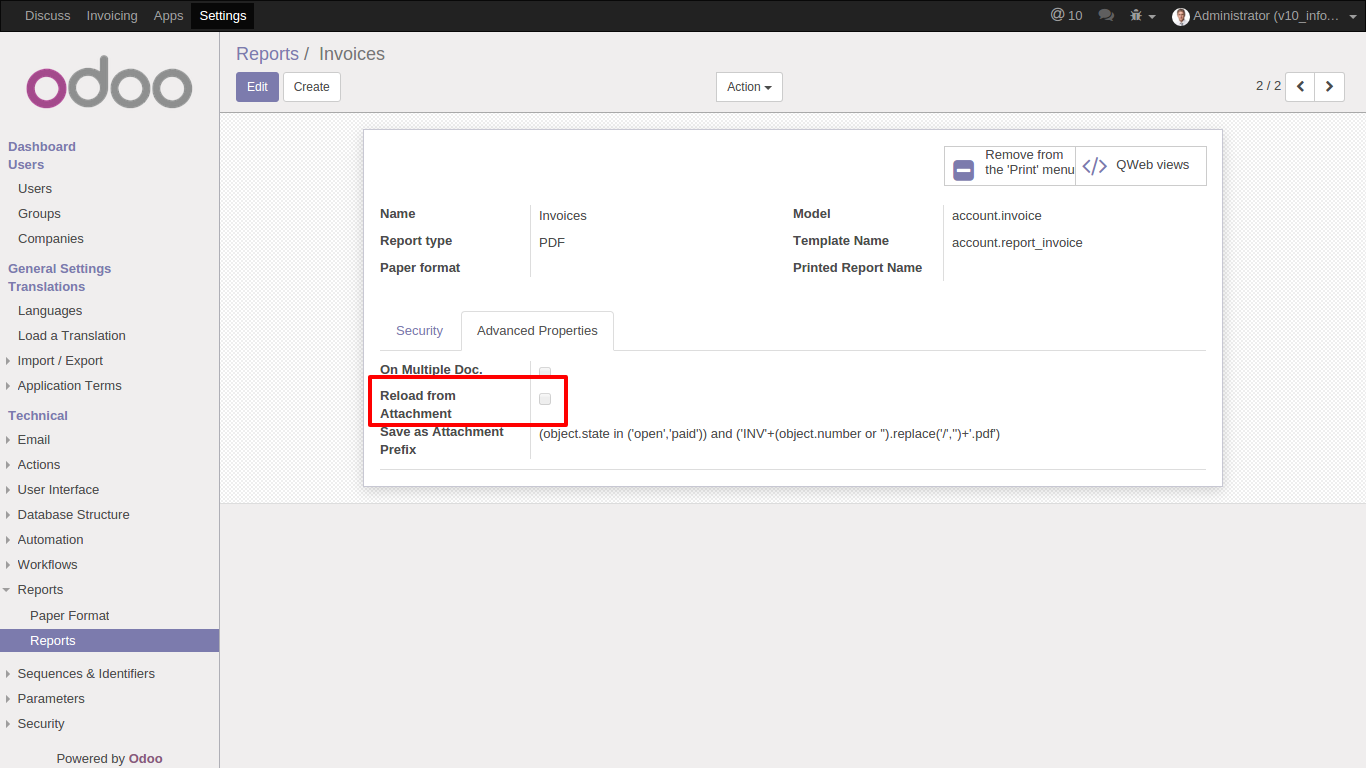 Discuss Invoicing Apps Settings
@ 10 Administrator (v10_info...
odoo
Reports / Invoices
Edit Create
Action
2 / 2
Dashboard
Users
Users
Groups
Companies
General Settings
Translations
Languages
Load a Translation
Import / Export
Application Terms
Technical
Email
Actions
User Interface
Database Structure
Automation
Workflows
Reports
Paper Format
Reports
Sequences & Identifiers
Parameters
Security
Powered by Odoo
Remove from
the 'Print' menu
</> QWeb views
Name Invoices
Report type PDF
Paper format
Model account.invoice
Template Name account.report_invoice
Printed Report Name
Security Advanced Properties
On Multiple Doc.
Reload from
Attachment
Save as Attachment
Prefix
(object.state in ('open','paid')) and ('INV'+(object.number or '').replace('/','')+'.pdf')